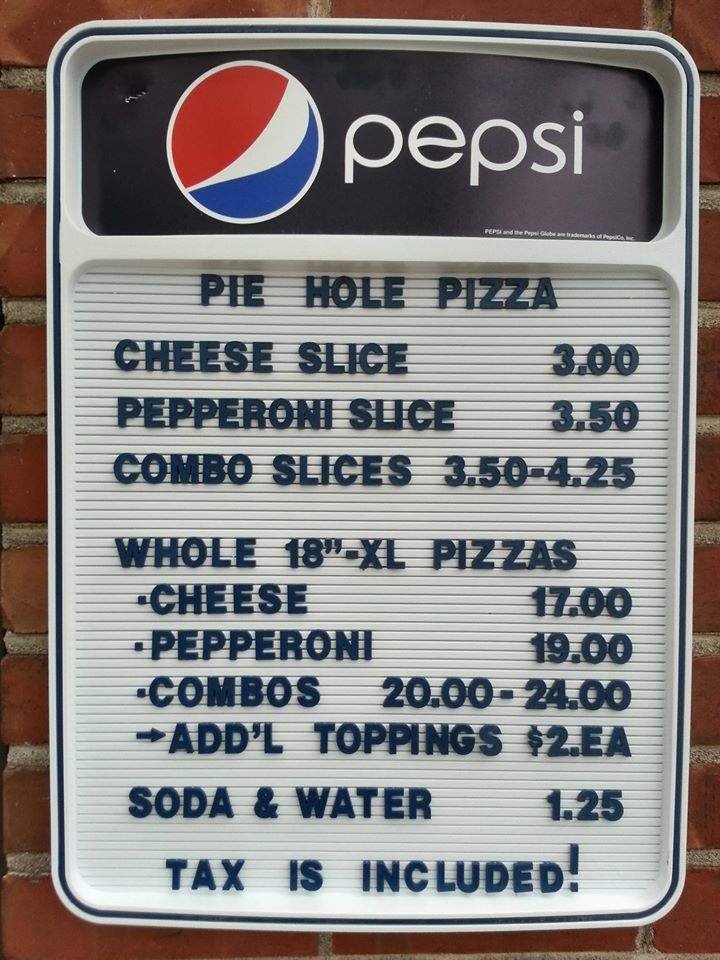 pepsi
PEPSI and the Pepsi Globe are trademarks of PepsiCo, Inc.
PIE HOLE PIZZA
CHEESE SLICE 3.00
PEPPERONI SLICE 3.50
COMBO SLICES 3.50-4.25
WHOLE 18"-XL PIZZAS
·CHEESE 17.00
·PEPPERONI 19.00
·COMBOS 20.00-24.00
→ADD'L TOPPINGS $2.EA
SODA & WATER 1.25
TAX IS INCLUDED!